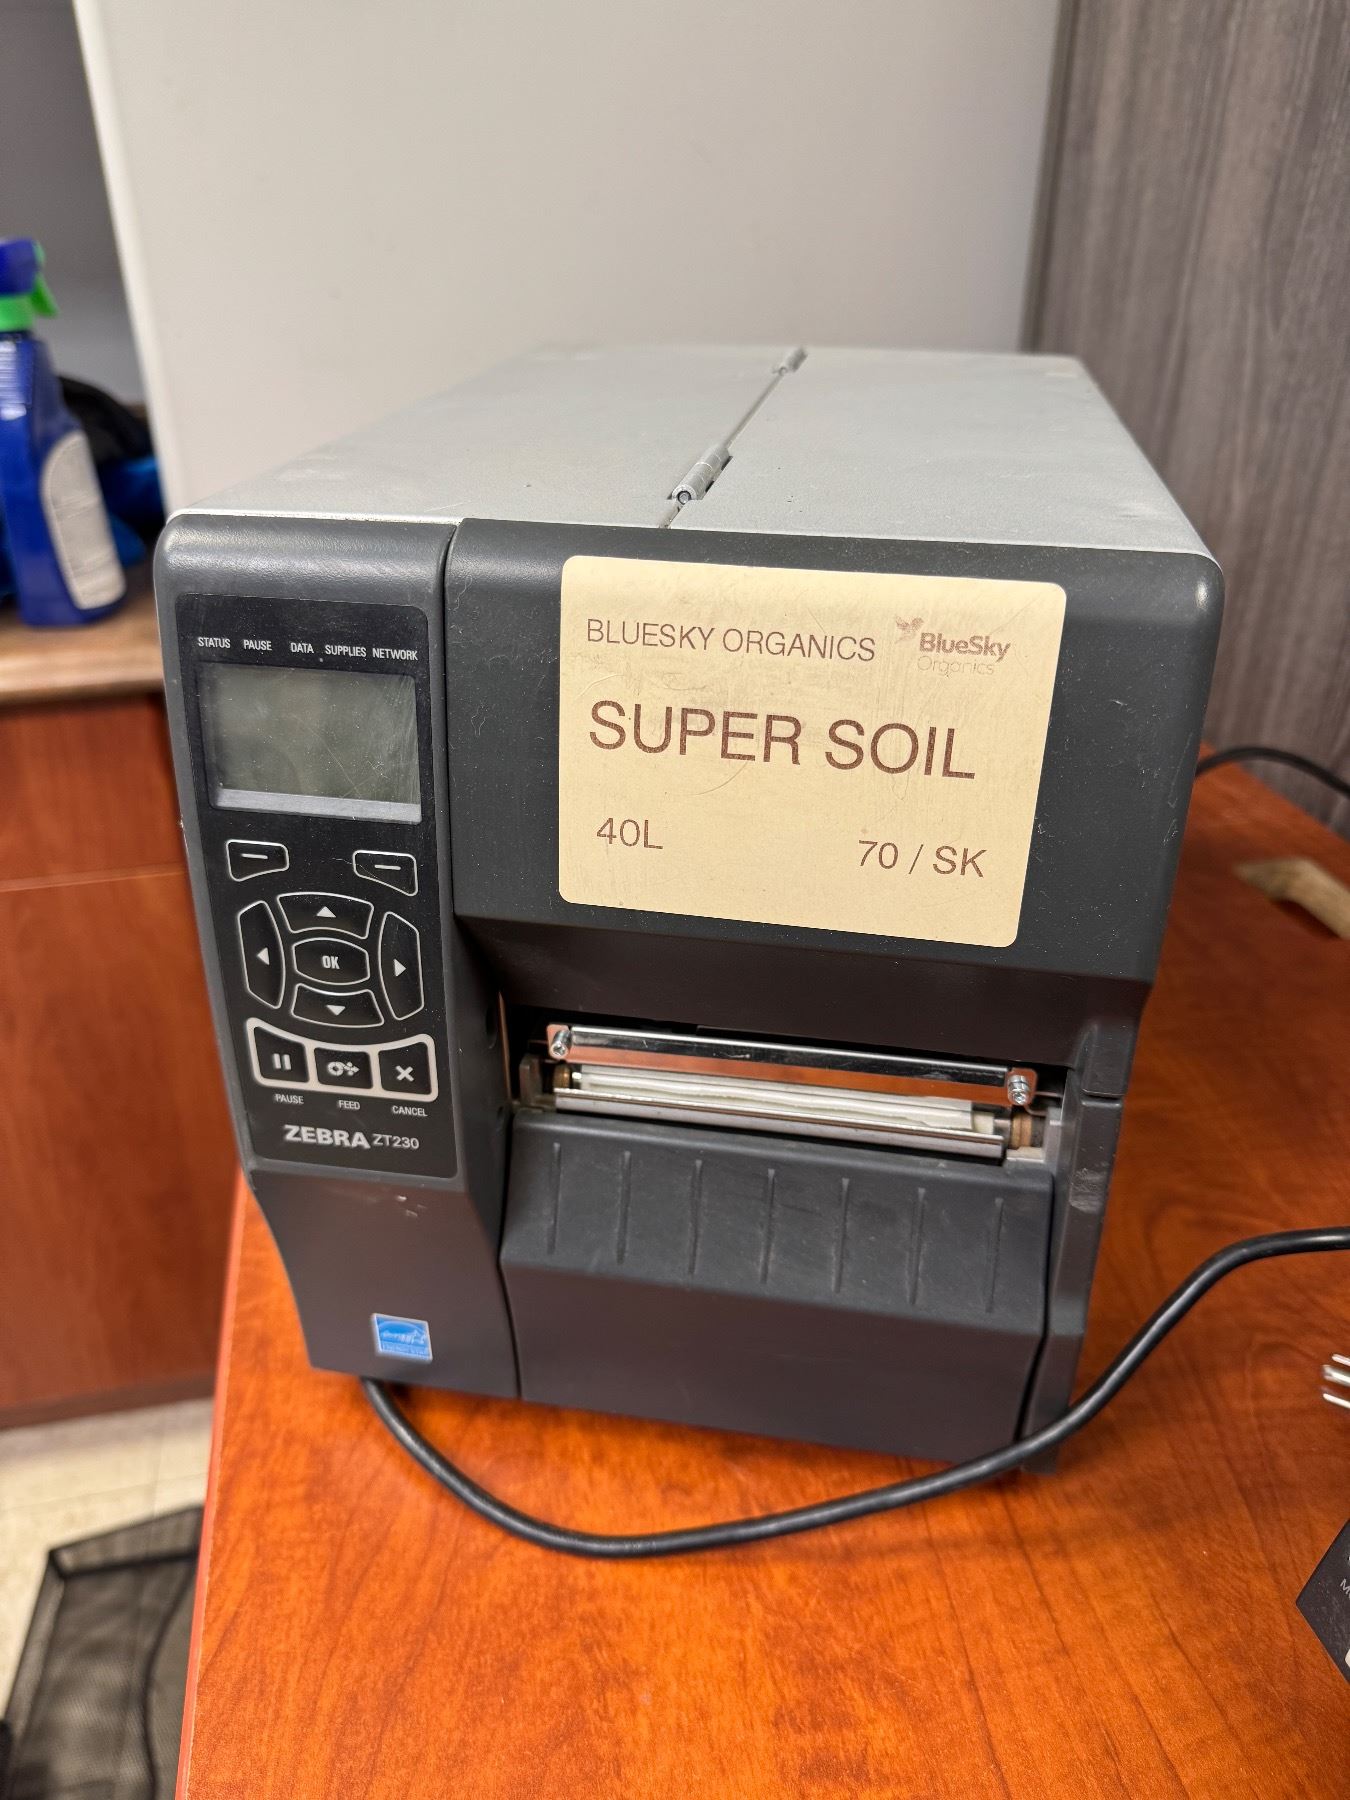 STATUS PAUSE DATA SUPPLIES NETWORK
BLUESKY ORGANICS
BlueSky
Organics
SUPER SOIL
40L 70 / SK
OK
PAUSE FEED CANCEL
ZEBRA ZT230